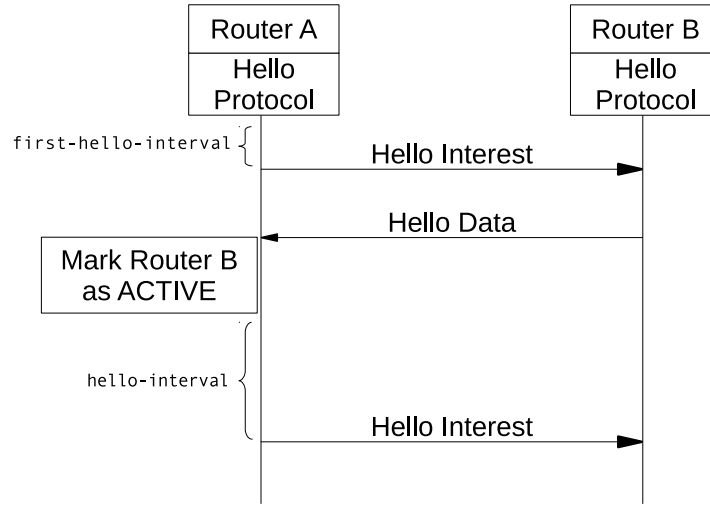 Router A
Router B
Hello
Protocol
Hello
Protocol
first-hello-interval
Hello Interest
Hello Data
Mark Router B
as ACTIVE
hello-interval
Hello Interest